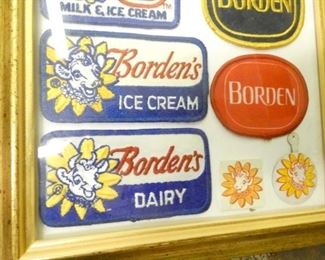 MILK & ICE CREAM
BORDEN
Borden's
ICE CREAM
®
BORDEN
Borden's
DAIRY
®